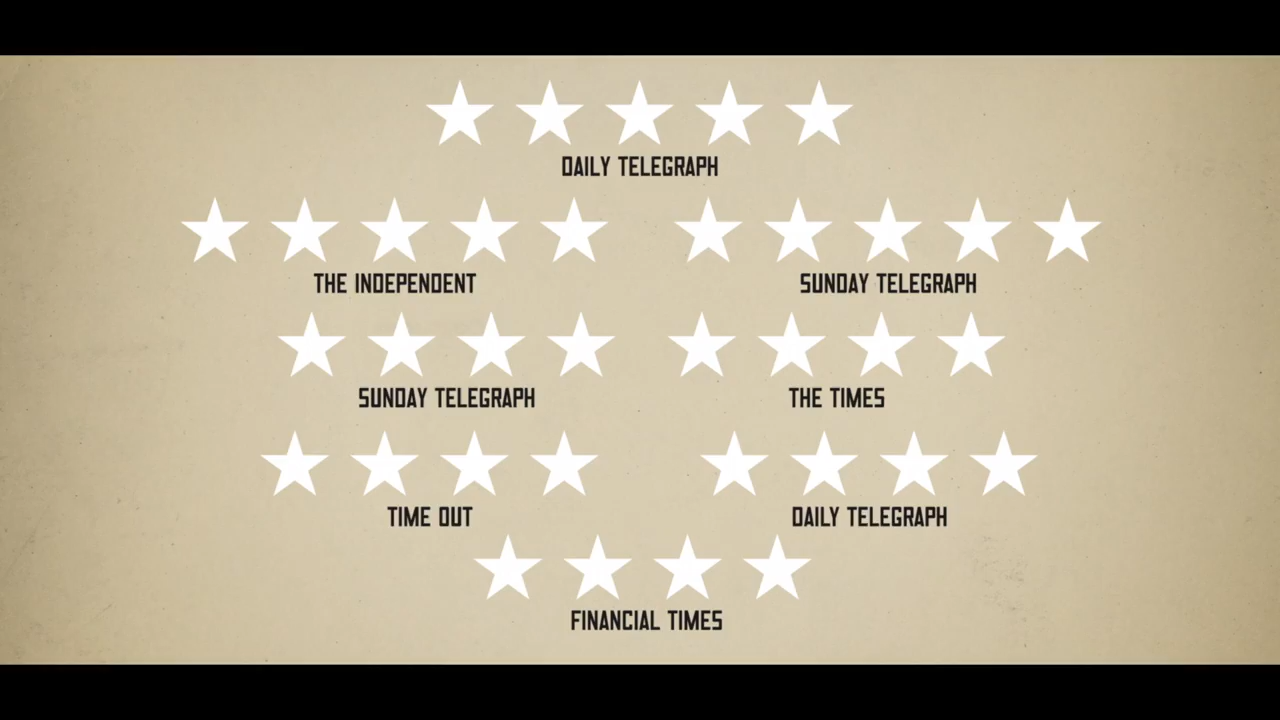 DAILY TELEGRAPH
THE INDEPENDENT
SUNDAY TELEGRAPH
SUNDAY TELEGRAPH
THE TIMES
TIME OUT
DAILY TELEGRAPH
FINANCIAL TIMES